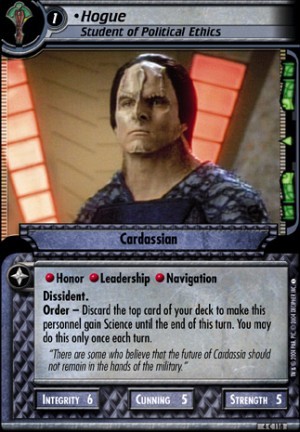 1
•Hogue
Student of Political Ethics
Cardassian
Honor Leadership Navigation
Dissident.
Order – Discard the top card of your deck to make this
personnel gain Science until the end of this turn. You may
do this only once each turn.
"There are some who believe that the future of Cardassia should
not remain in the hands of the military."
INTEGRITY 6 CUNNING 5 STRENGTH 5
4 C 118